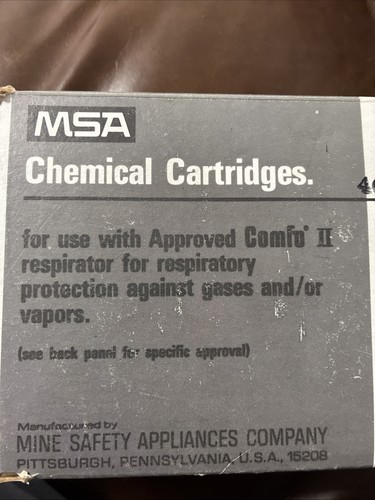 MSA
Chemical Cartridges.
for use with Approved Comfo® II
respirator for respiratory
protection against gases and/or
vapors.
(see back panel for specific approval)
Manufactured by
MINE SAFETY APPLIANCES COMPANY
PITTSBURGH, PENNSYLVANIA, U.S.A., 15208